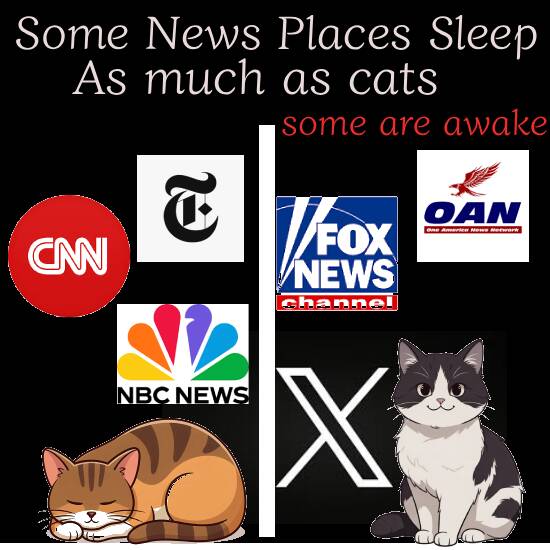 Some News Places Sleep
As much as cats
some are awake
CNN
T
FOX
NEWS
channel
OAN
One America News Network
NBC NEWS
X